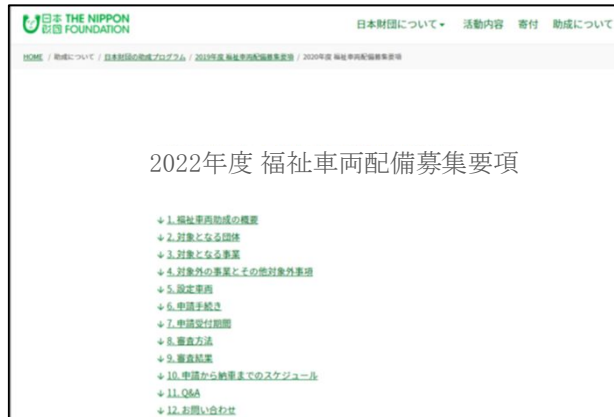 日本 THE NIPPON
財団 FOUNDATION
日本財団について 活動内容 寄付 助成について
HOME / 助成について / 日本財団の助成プログラム / 2019年度 福祉車両配備募集要項 / 2020年度 福祉車両配備募集要項
2022年度 福祉車両配備募集要項
↓ 1. 福祉車両助成の概要
↓ 2. 対象となる団体
↓ 3. 対象となる事業
↓ 4. 対象外の事業とその他対象外事項
↓ 5. 設定車両
↓ 6. 申請手続き
↓ 7. 申請受付期間
↓ 8. 審査方法
↓ 9. 審査結果
↓ 10. 申請から納車までのスケジュール
↓ 11. Q&A
↓ 12. お問い合わせ